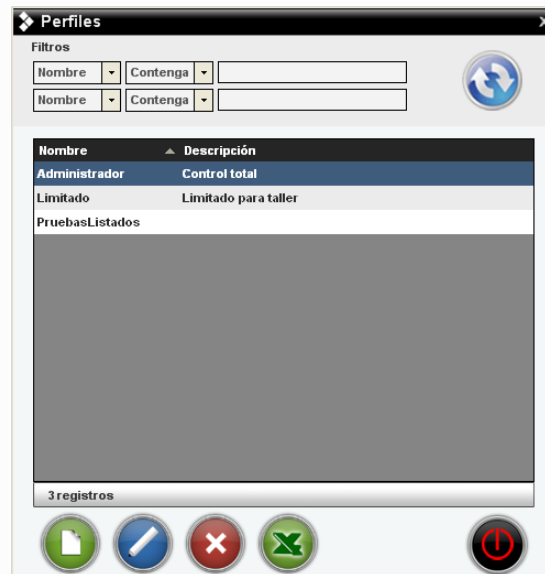 Perfiles
Filtros
Nombre Contenga
Nombre Contenga
Nombre Descripción
Administrador Control total
Limitado Limitado para taller
PruebasListados
3 registros